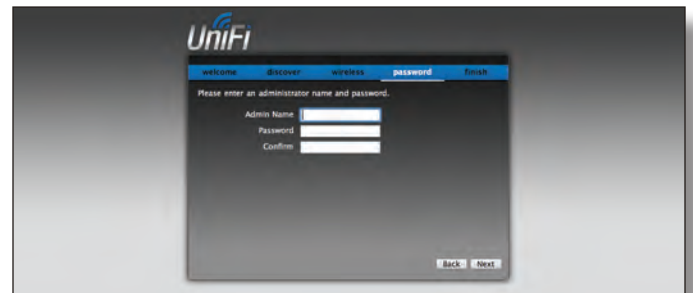 UniFi
welcome discover wireless password finish
Please enter an administrator name and password.
Admin Name
Password
Confirm
Back Next